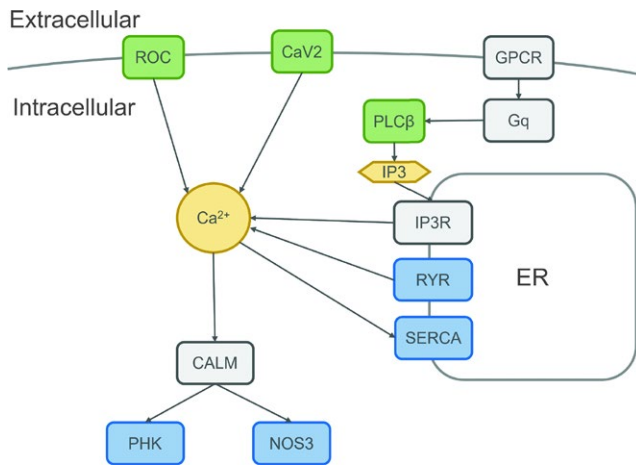 Extracellular
ROC
CaV2
GPCR
Intracellular
PLCβ
Gq
IP3
Ca²⁺
IP3R
RYR
ER
SERCA
CALM
PHK
NOS3